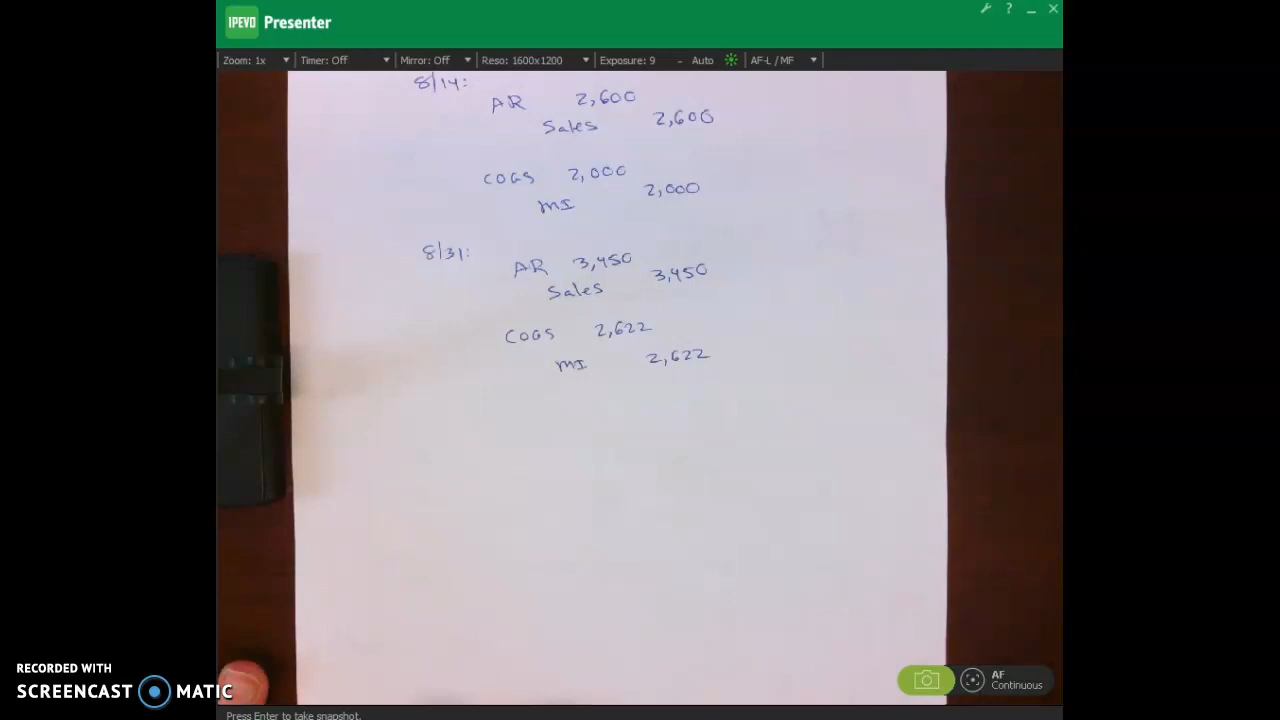 IPEVO Presenter
Zoom: 1x Timer: Off Mirror: Off Reso: 1600x1200 Exposure: 9 - Auto AF-L / MF
8/14:
AR 2,600
Sales 2,600
COGS 2,000
MI 2,000
8/31:
AR 3,450
Sales 3,450
COGS 2,622
MI 2,622
RECORDED WITH
SCREENCAST MATIC
AF
Continuous
Press Enter to take snapshot.